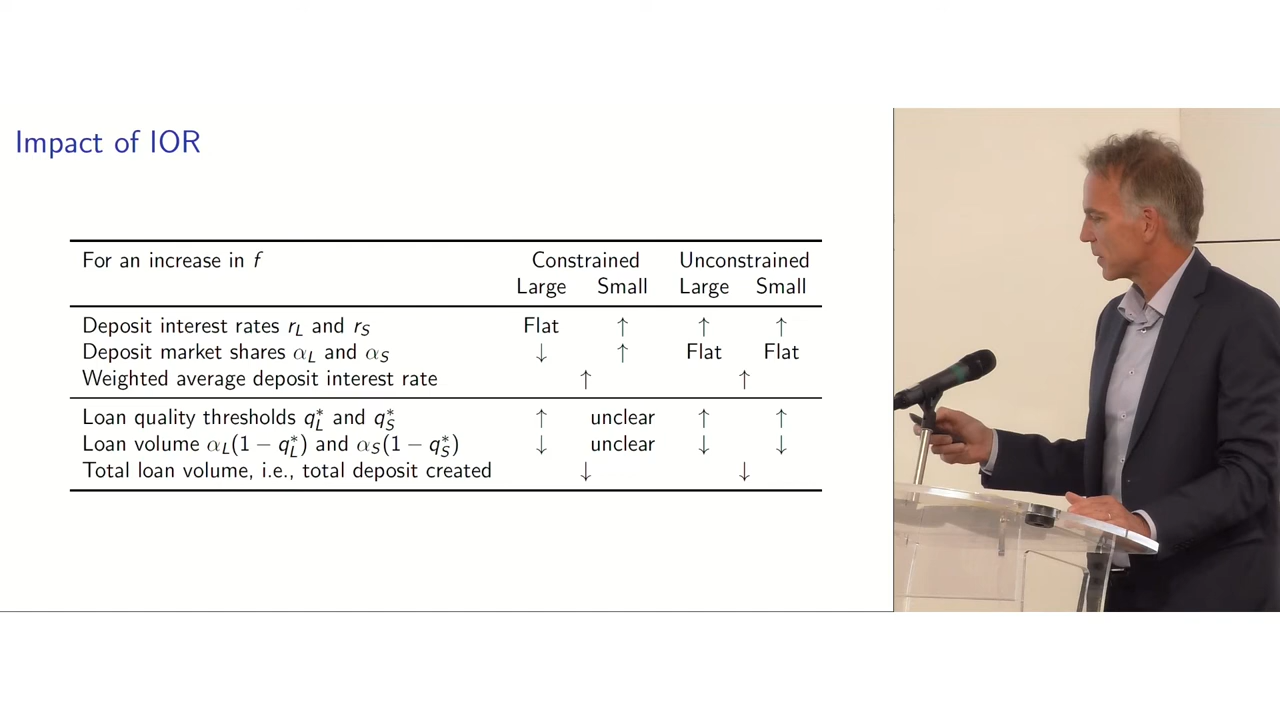 Impact of IOR
For an increase in f Constrained Unconstrained
Large Small Large Small
Deposit interest rates r_L and r_S Flat ↑ ↑ ↑
Deposit market shares α_L and α_S ↓ ↑ Flat Flat
Weighted average deposit interest rate ↑ ↑
Loan quality thresholds q*_L and q*_S ↑ unclear ↑ ↑
Loan volume α_L(1 − q*_L) and α_S(1 − q*_S) ↓ unclear ↓ ↓
Total loan volume, i.e., total deposit created ↓ ↓